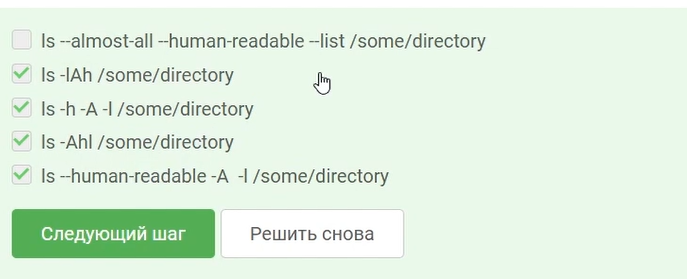 ls --almost-all --human-readable --list /some/directory
ls -lAh /some/directory
ls -h -A -l /some/directory
ls -Ahl /some/directory
ls --human-readable -A  -l /some/directory
Следующий шаг Решить снова